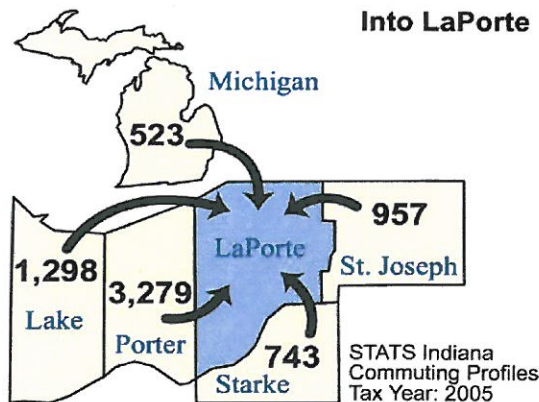 Into LaPorte
Michigan
523
957
LaPorte
St. Joseph
1,298
3,279
Lake
Porter
743
Starke
STATS Indiana
Commuting Profiles
Tax Year: 2005